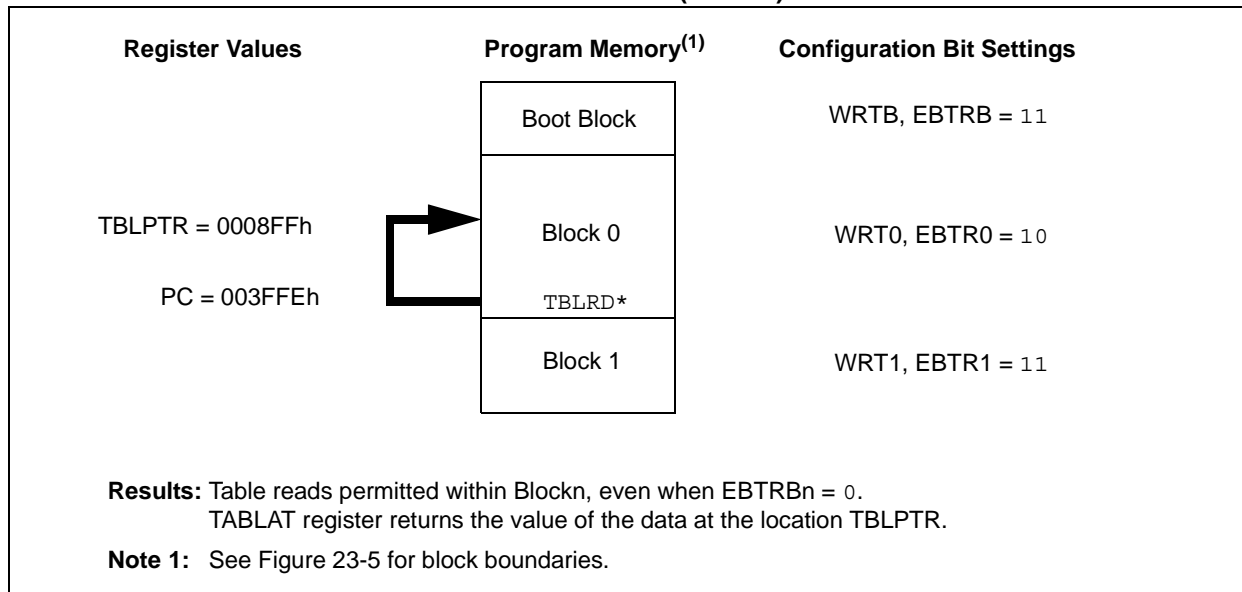 Register Values Program Memory(1) Configuration Bit Settings
Boot Block WRTB, EBTRB = 11
TBLPTR = 0008FFh Block 0 WRT0, EBTR0 = 10
PC = 003FFEh TBLRD*
Block 1 WRT1, EBTR1 = 11
Results: Table reads permitted within Blockn, even when EBTRBn = 0.
TABLAT register returns the value of the data at the location TBLPTR.
Note 1: See Figure 23-5 for block boundaries.